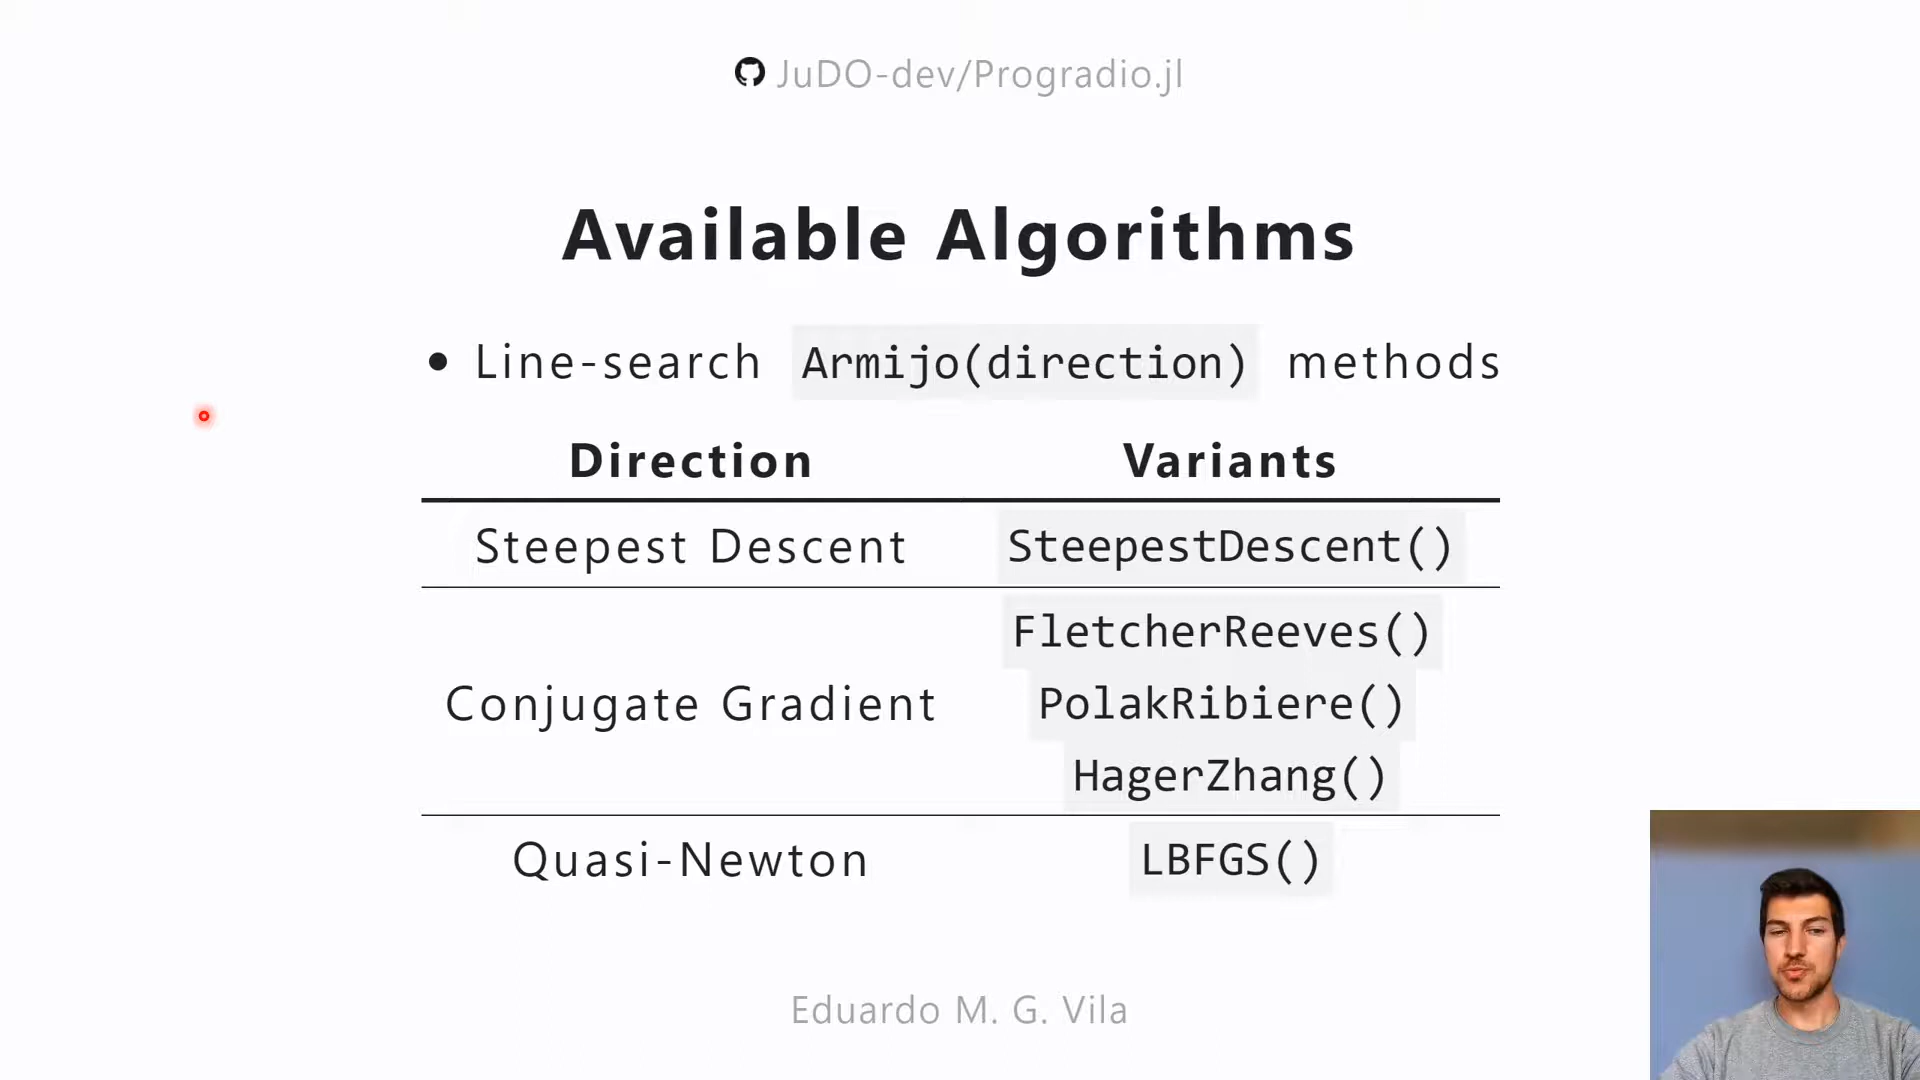 JuDO-dev/Progradio.jl
Available Algorithms
• Line-search Armijo(direction) methods
Direction Variants
Steepest Descent SteepestDescent()
FletcherReeves()
Conjugate Gradient PolakRibiere()
HagerZhang()
Quasi-Newton LBFGS()
Eduardo M. G. Vila